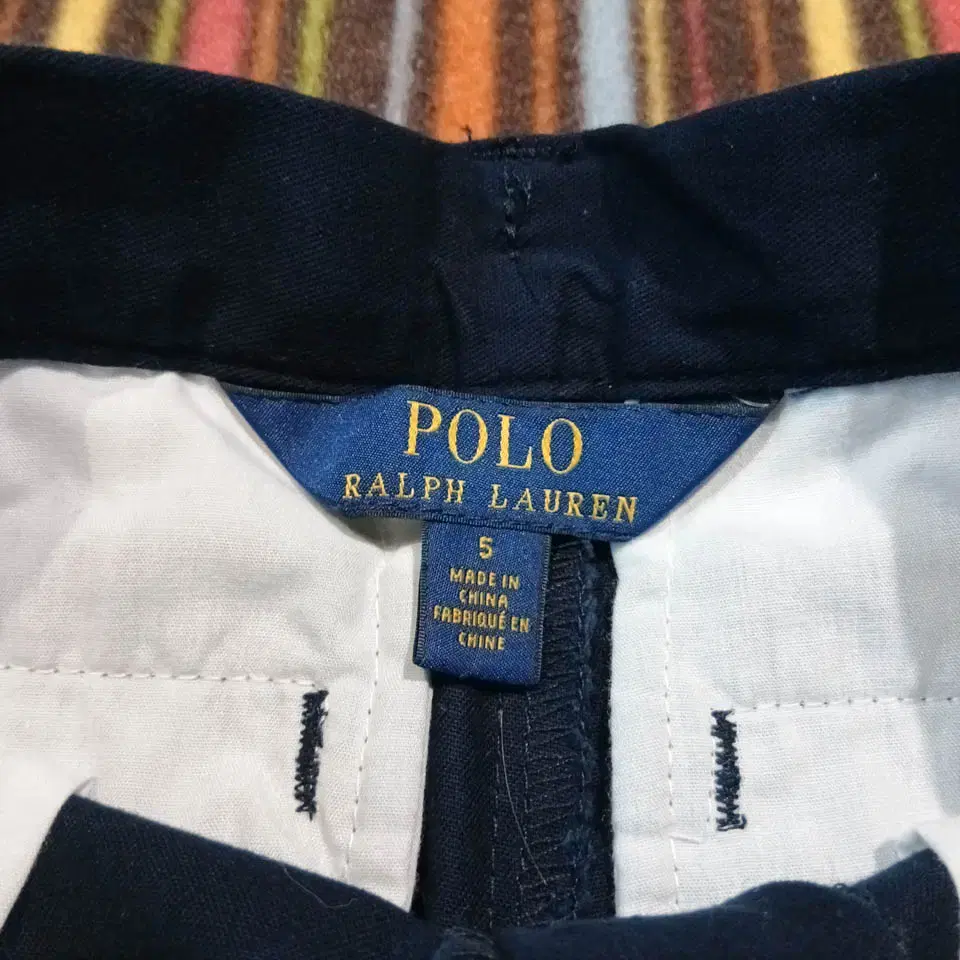 POLO
RALPH LAUREN
5
MADE IN
CHINA
FABRIQUÉ EN
CHINE